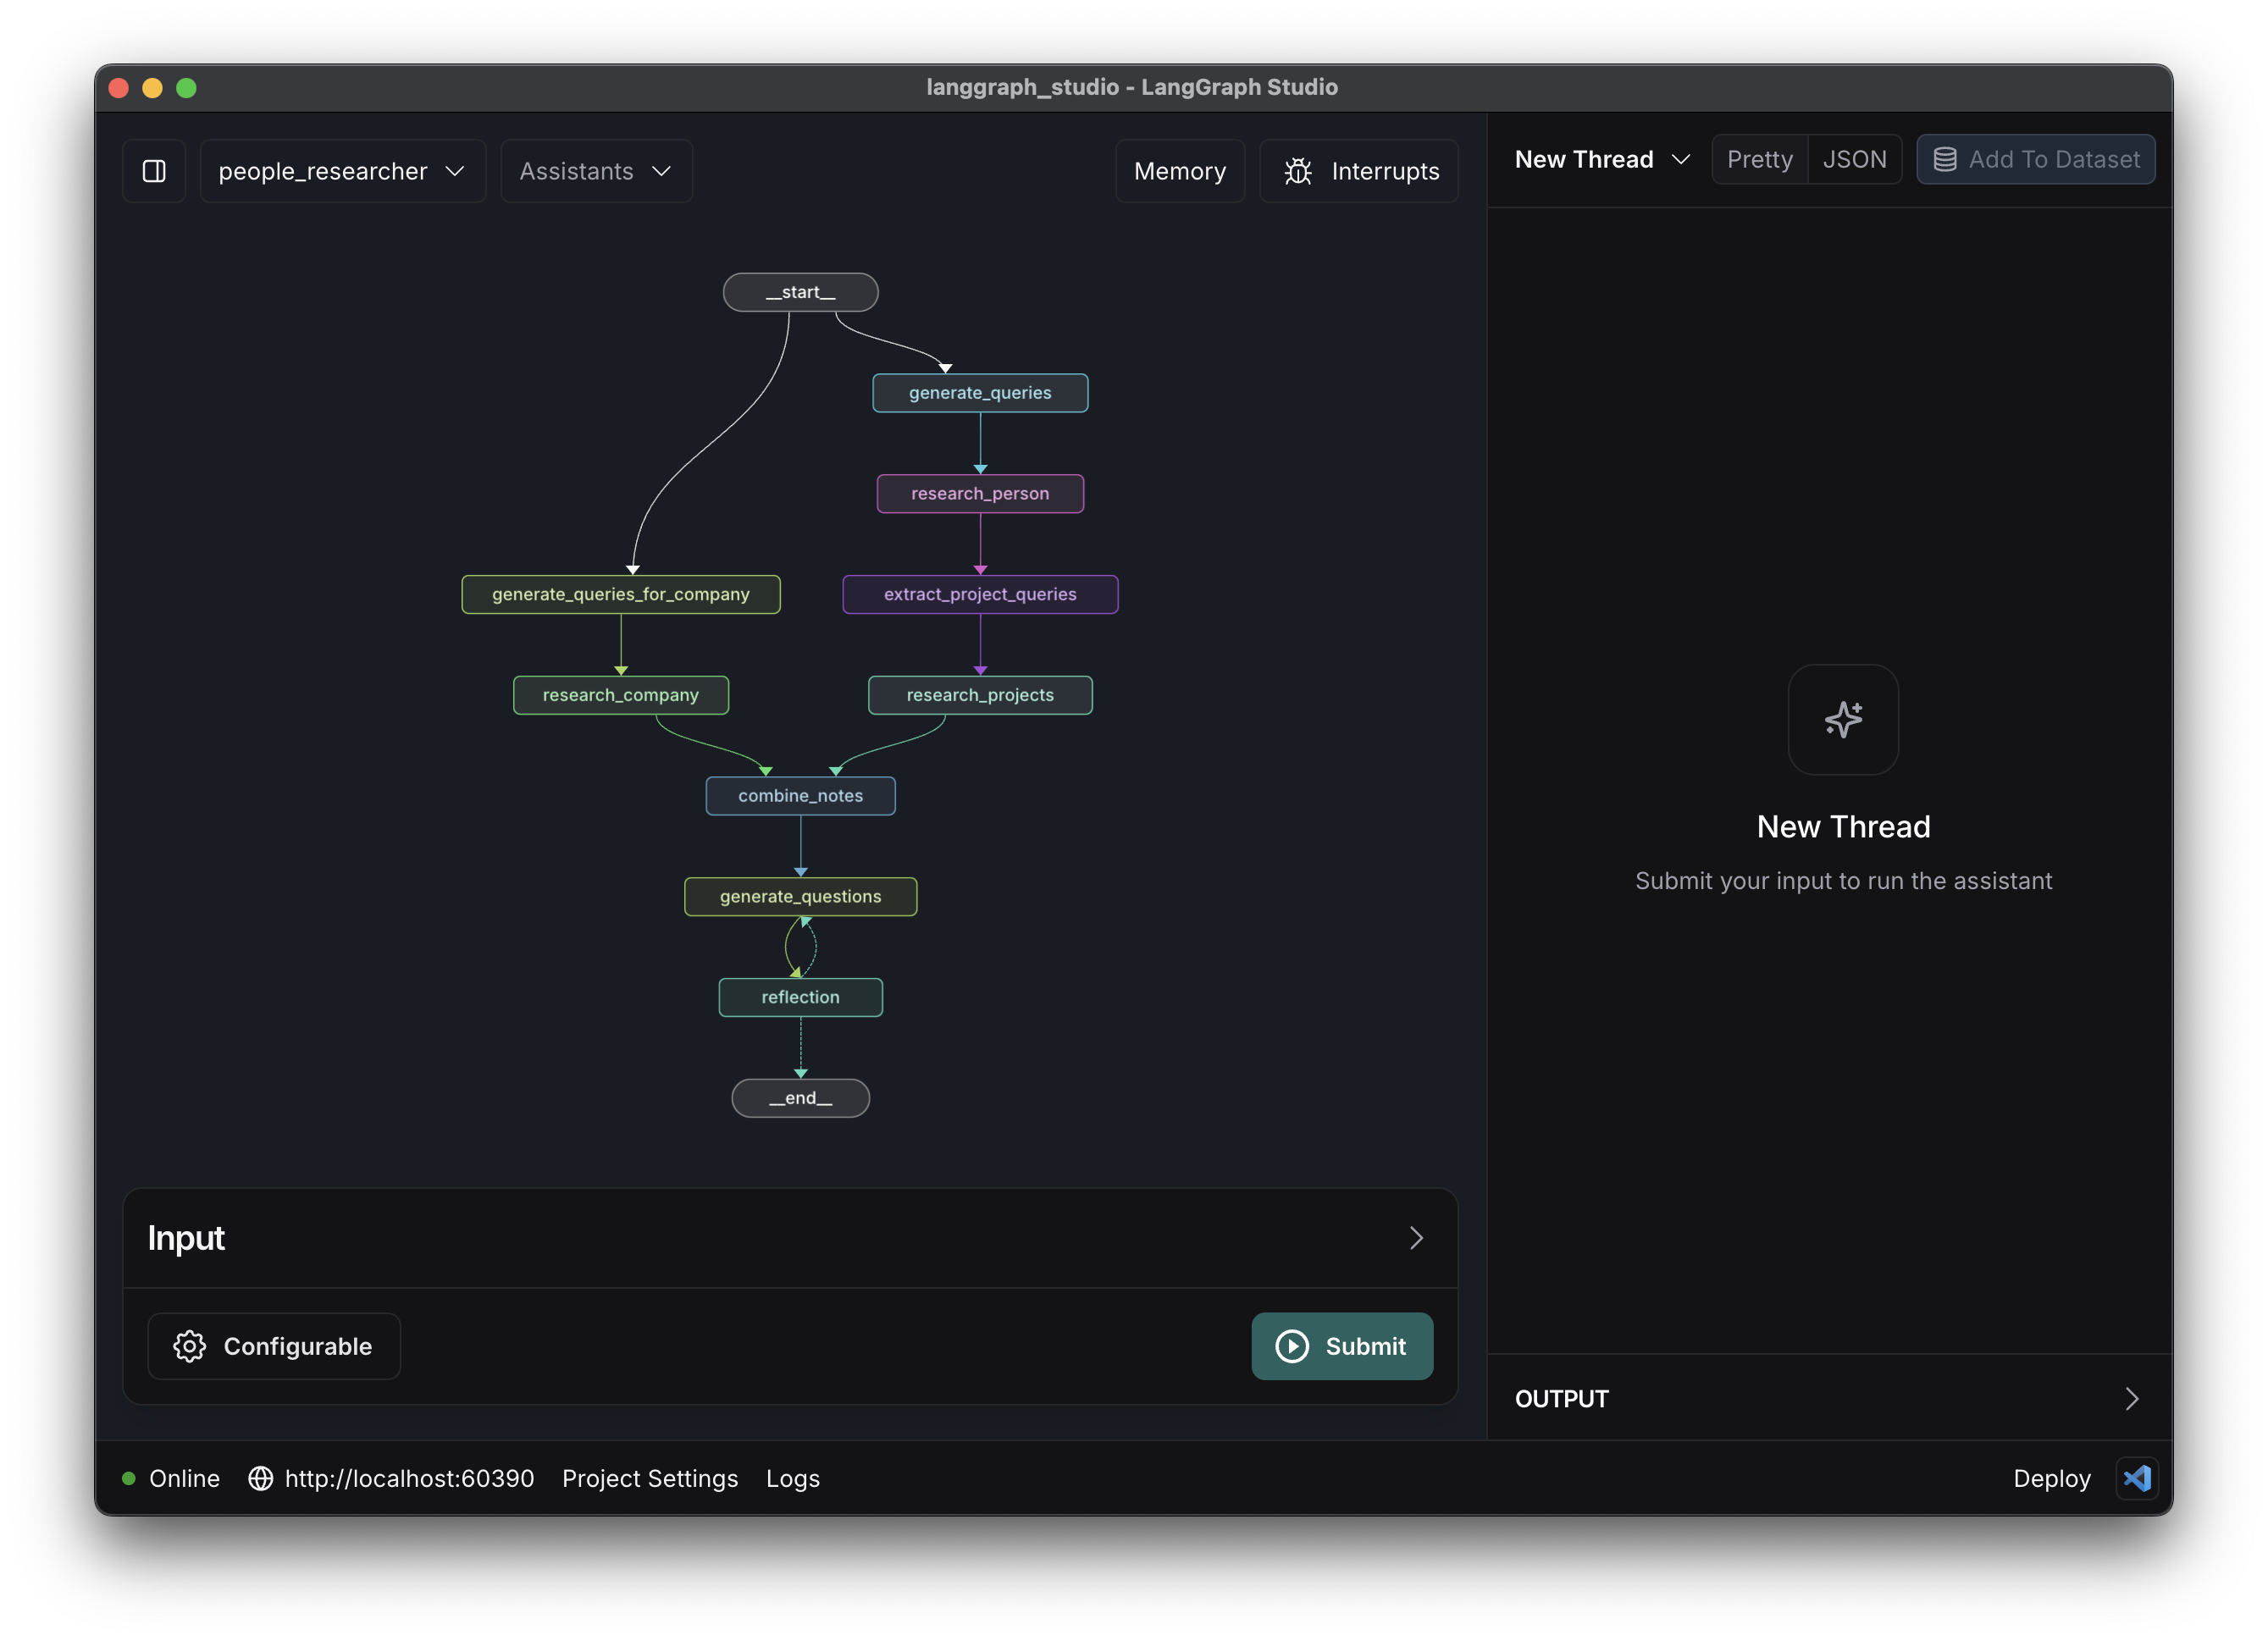 langgraph_studio - LangGraph Studio
people_researcher
Assistants
Memory
Interrupts
New Thread
Pretty
JSON
Add To Dataset
__start__
generate_queries
research_person
generate_queries_for_company
extract_project_queries
research_company
research_projects
combine_notes
generate_questions
reflection
__end__
New Thread
Submit your input to run the assistant
Input
Configurable
Submit
OUTPUT
Online
http://localhost:60390
Project Settings
Logs
Deploy